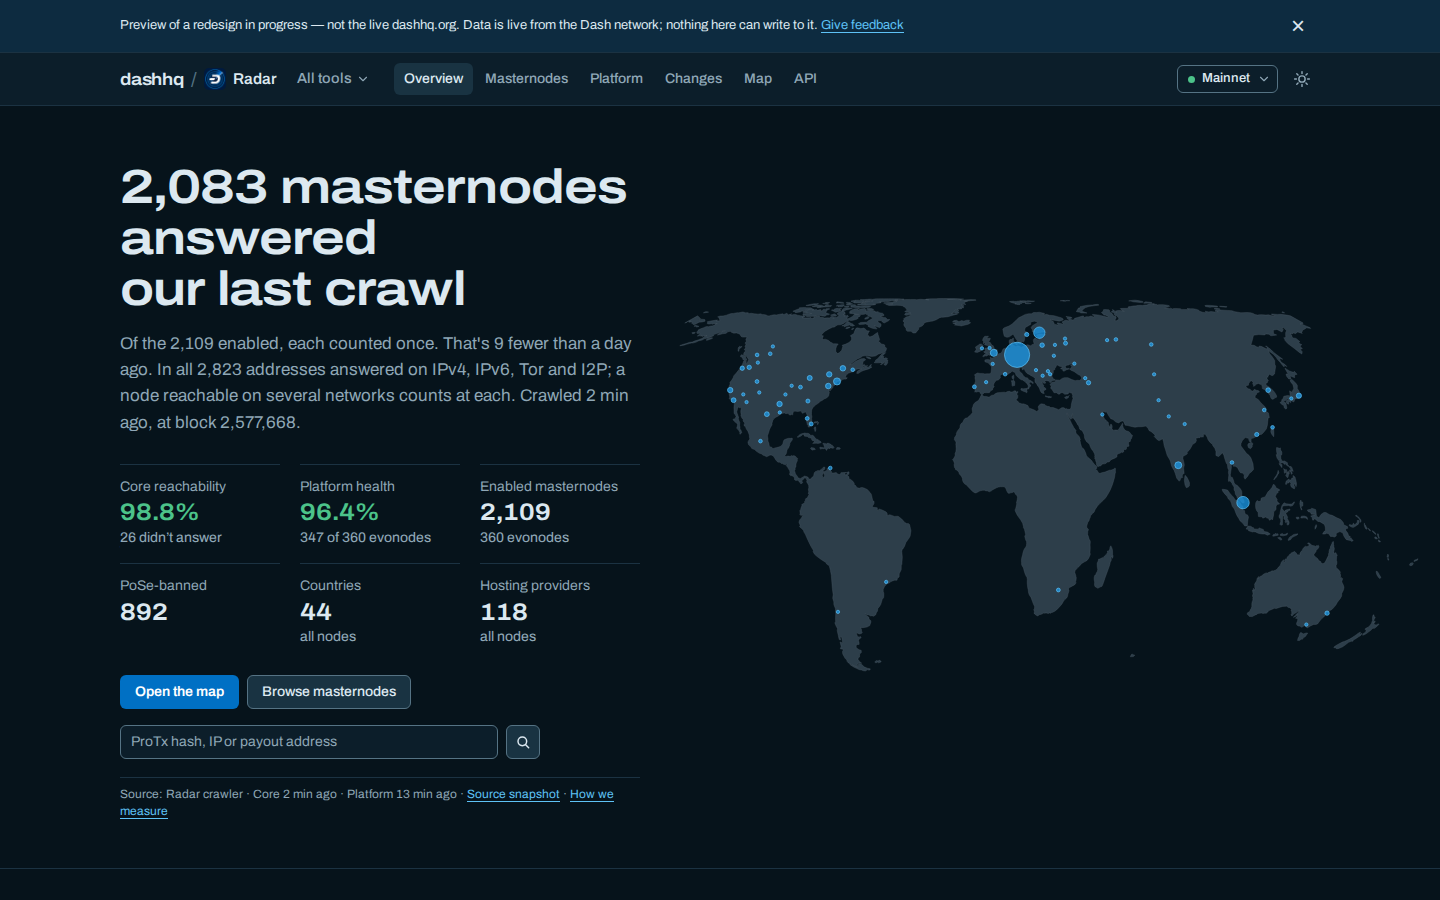 Preview of a redesign in progress — not the live dashhq.org. Data is live from the Dash network; nothing here can write to it. Give feedback
dashhq / Radar All tools Overview Masternodes Platform Changes Map API Mainnet
2,083 masternodes
answered
our last crawl
Of the 2,109 enabled, each counted once. That's 9 fewer than a day
ago. In all 2,823 addresses answered on IPv4, IPv6, Tor and I2P; a
node reachable on several networks counts at each. Crawled 2 min
ago, at block 2,577,668.
Core reachability Platform health Enabled masternodes
98.8% 96.4% 2,109
26 didn’t answer 347 of 360 evonodes 360 evonodes
PoSe-banned Countries Hosting providers
892 44 118
all nodes all nodes
Open the map Browse masternodes
ProTx hash, IP or payout address
Source: Radar crawler · Core 2 min ago · Platform 13 min ago · Source snapshot · How we
measure